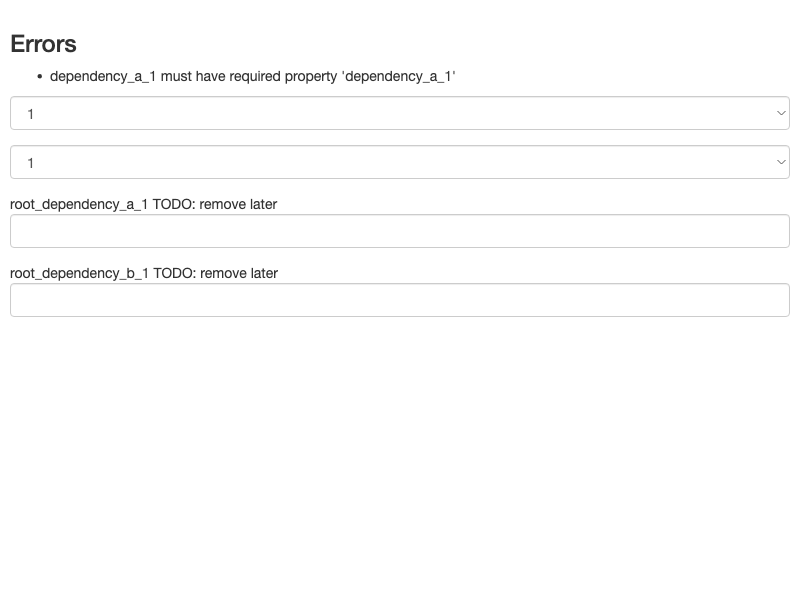 Errors
• dependency_a_1 must have required property 'dependency_a_1'
1
1
root_dependency_a_1 TODO: remove later
root_dependency_b_1 TODO: remove later